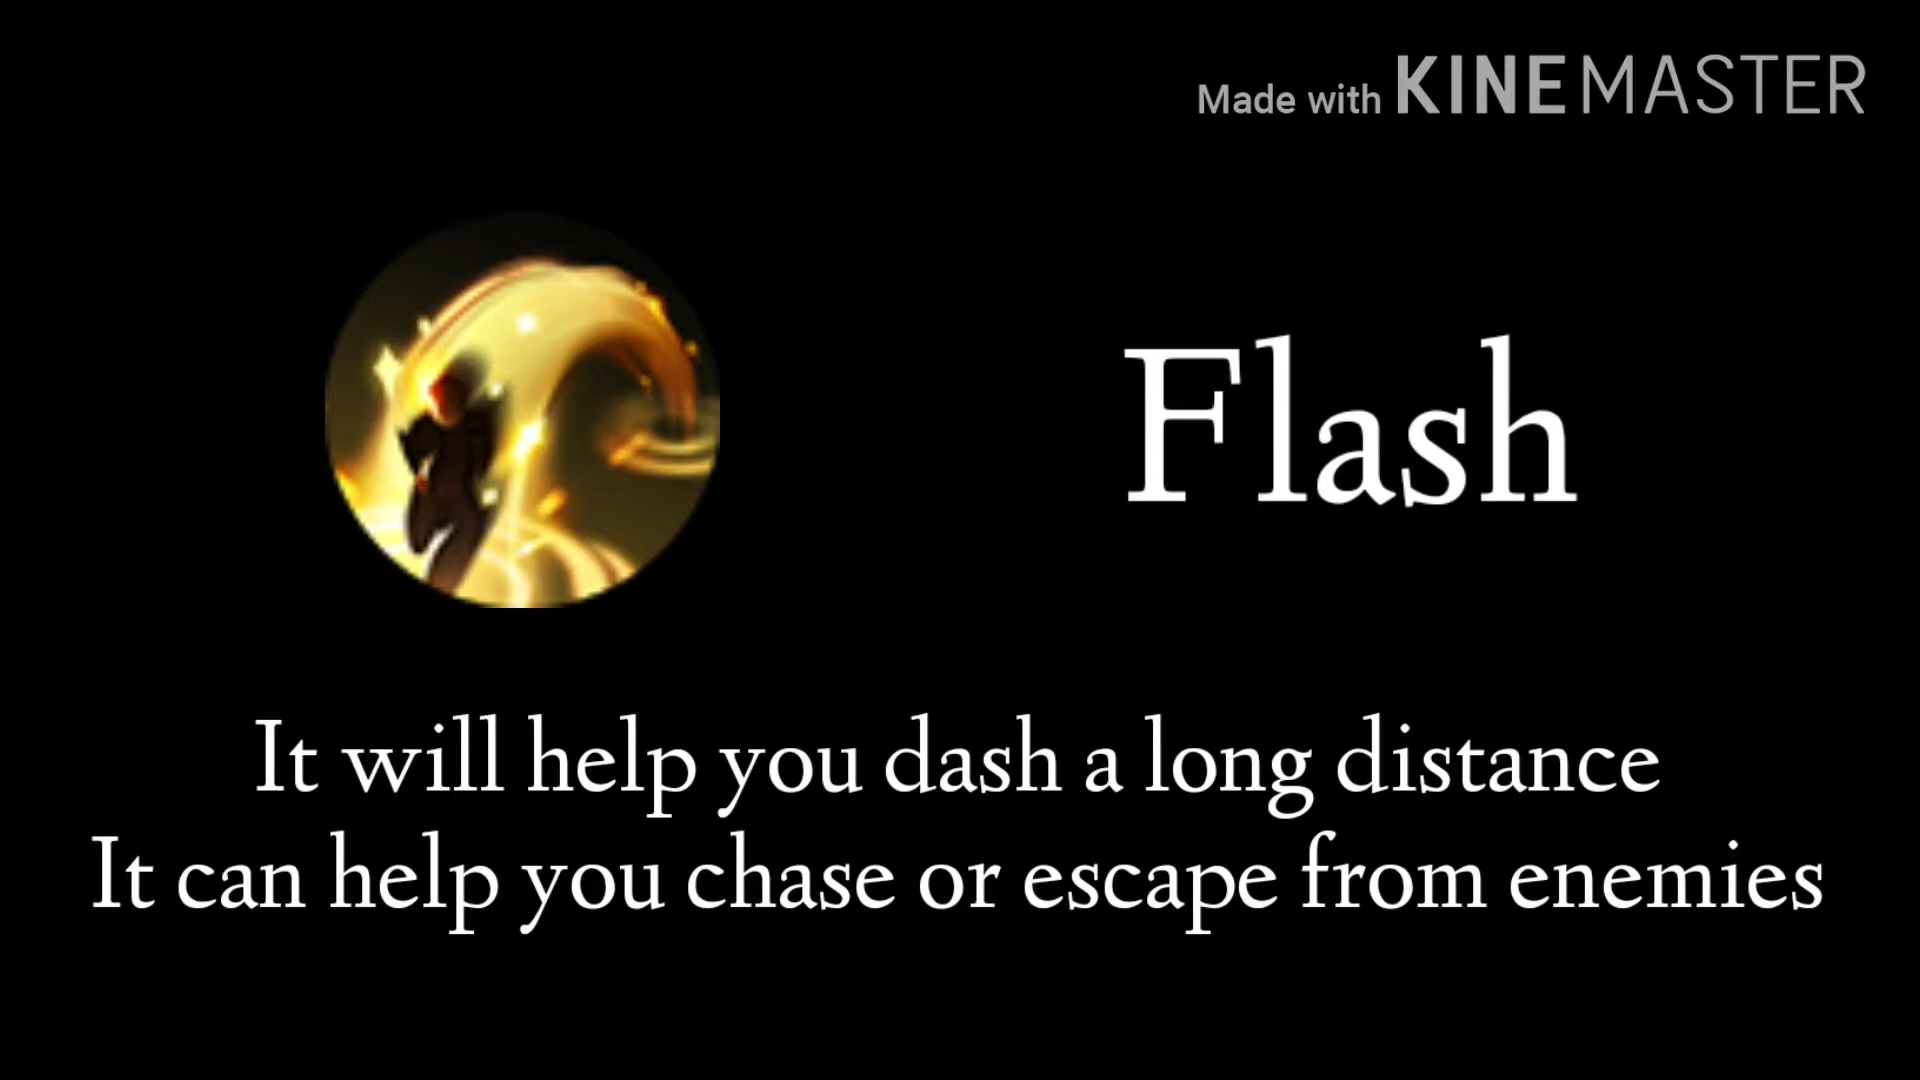 Made with KINEMASTER
Flash
It will help you dash a long distance
It can help you chase or escape from enemies